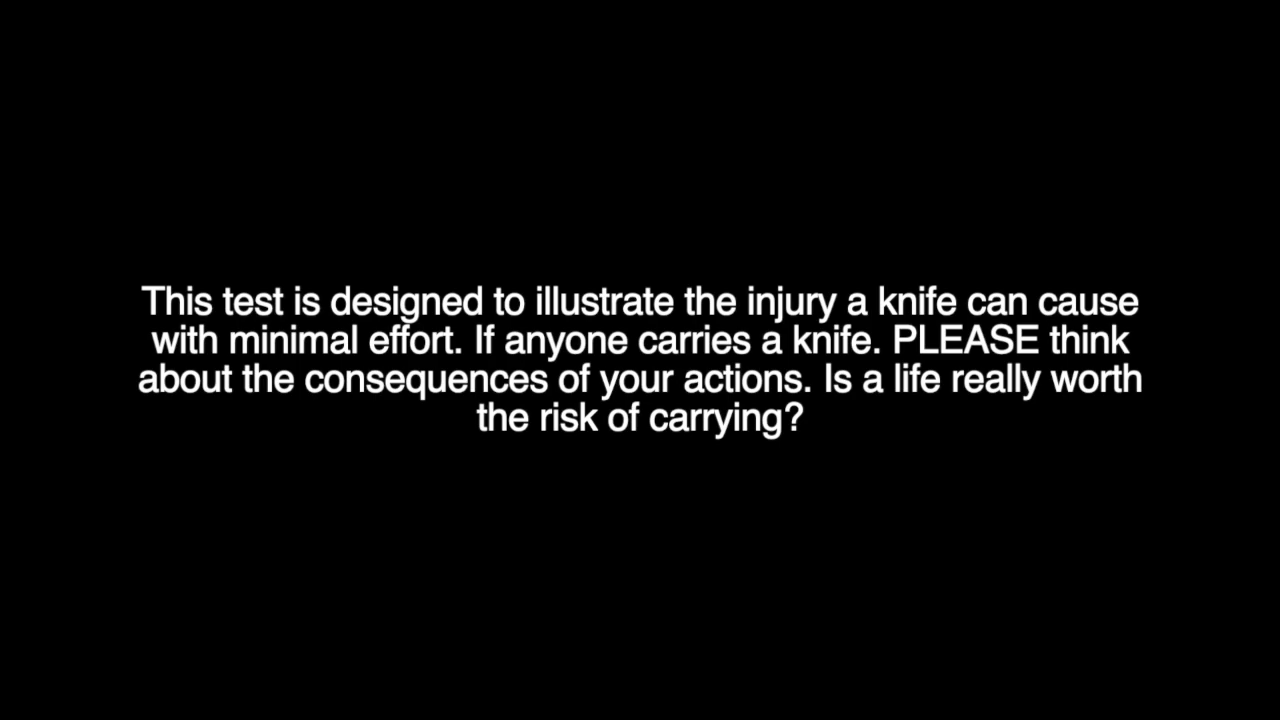 This test is designed to illustrate the injury a knife can cause
with minimal effort. If anyone carries a knife. PLEASE think
about the consequences of your actions. Is a life really worth
the risk of carrying?